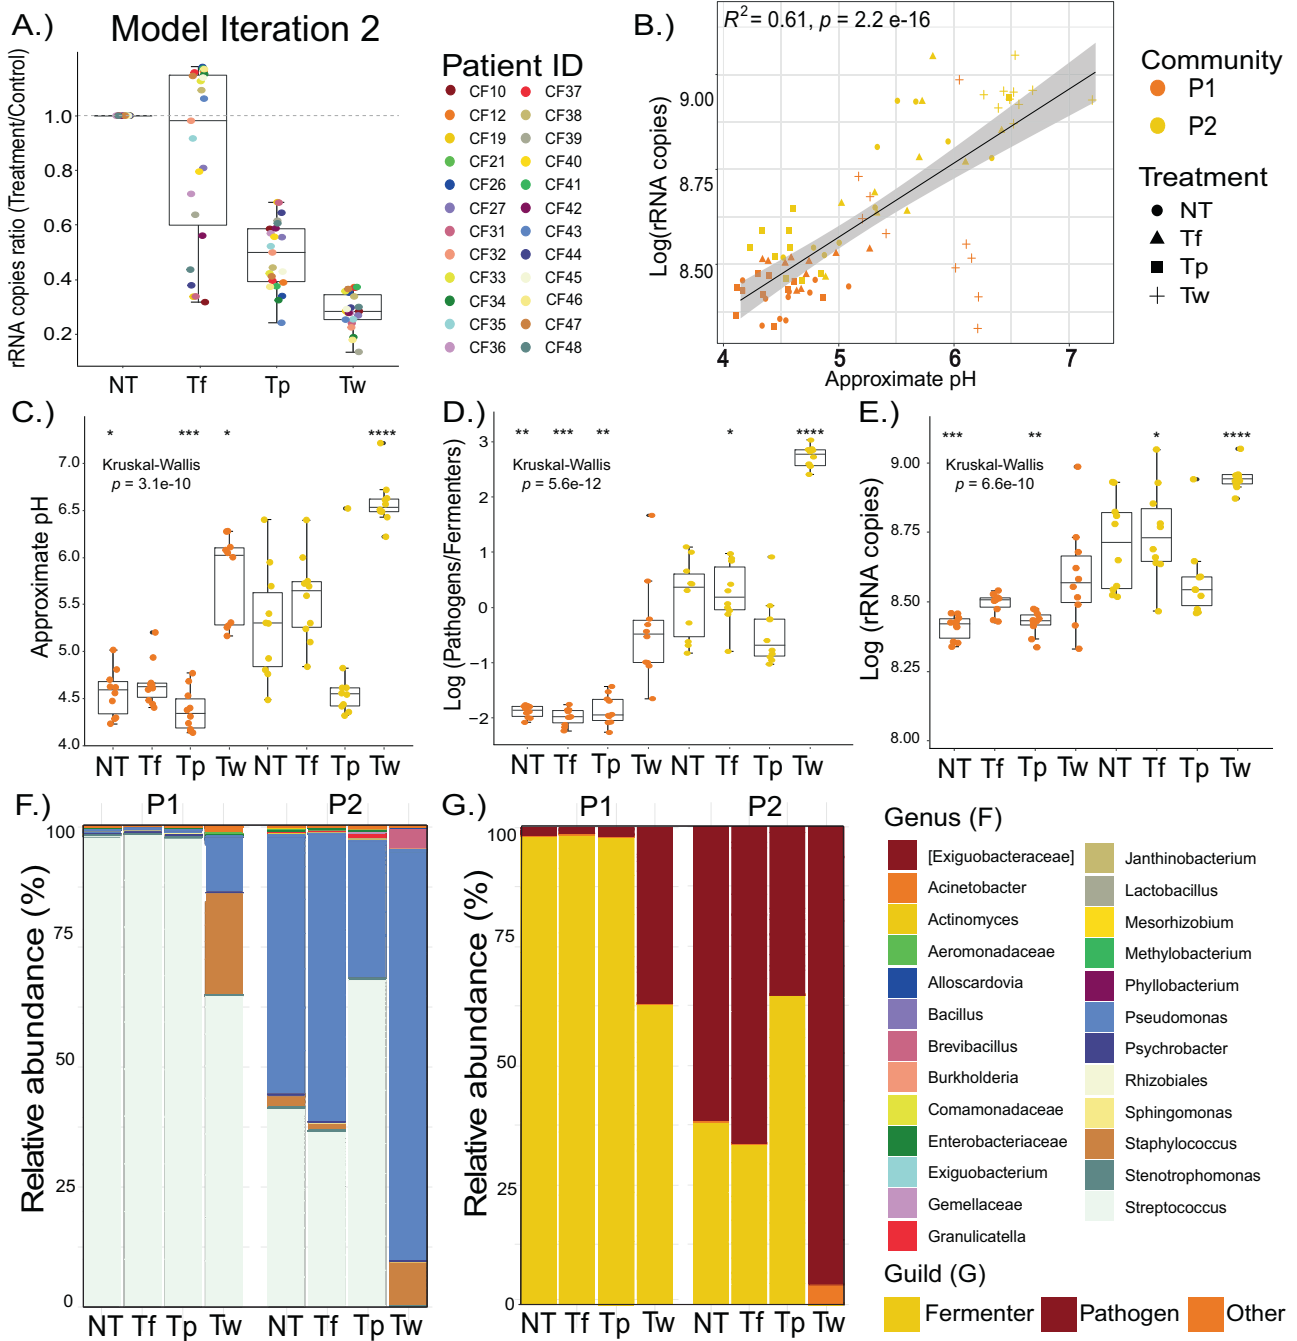 A.) Model Iteration 2
rRNA copies ratio (Treatment/Control)
1.0
0.8
0.6
0.4
0.2
NT Tf Tp Tw
Patient ID
CF10 CF37
CF12 CF38
CF19 CF39
CF21 CF40
CF26 CF41
CF27 CF42
CF31 CF43
CF32 CF44
CF33 CF45
CF34 CF46
CF35 CF47
CF36 CF48
B.)
R² = 0.61, p = 2.2 e-16
Log(rRNA copies)
9.00
8.75
8.50
4 5 6 7
Approximate pH
Community
P1
P2
Treatment
NT
Tf
Tp
Tw
C.)
* *** * ****
Kruskal-Wallis
p = 3.1e-10
Approximate pH
7.0
6.5
6.0
5.5
5.0
4.5
4.0
NT Tf Tp Tw NT Tf Tp Tw
D.)
** *** ** * ****
Kruskal-Wallis
p = 5.6e-12
Log (Pathogens/Fermenters)
3
2
1
0
−1
−2
NT Tf Tp Tw NT Tf Tp Tw
E.)
*** ** * ****
Kruskal-Wallis
p = 6.6e-10
Log (rRNA copies)
9.00
8.75
8.50
8.25
8.00
NT Tf Tp Tw NT Tf Tp Tw
F.) P1 P2
Relative abundance (%)
100
75
50
25
0
NT Tf Tp Tw NT Tf Tp Tw
G.) P1 P2
Relative abundance (%)
100
75
50
25
0
NT Tf Tp Tw NT Tf Tp Tw
Genus (F)
[Exiguobacteraceae] Janthinobacterium
Acinetobacter Lactobacillus
Actinomyces Mesorhizobium
Aeromonadaceae Methylobacterium
Alloscardovia Phyllobacterium
Bacillus Pseudomonas
Brevibacillus Psychrobacter
Burkholderia Rhizobiales
Comamonadaceae Sphingomonas
Enterobacteriaceae Staphylococcus
Exiguobacterium Stenotrophomonas
Gemellaceae Streptococcus
Granulicatella
Guild (G)
Fermenter Pathogen Other